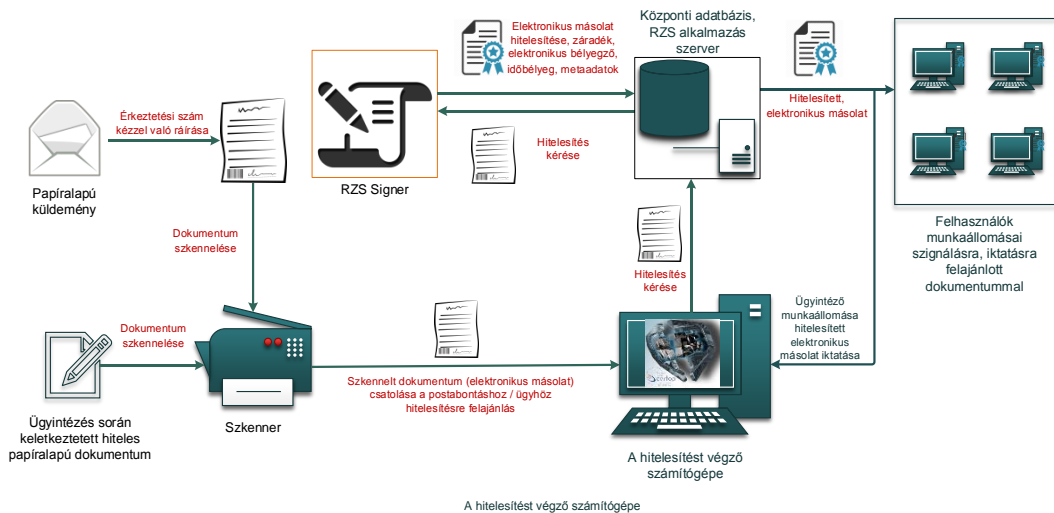 Elektronikus másolat
hitelesítése, záradék,
elektronikus bélyegző,
időbélyeg, metaadatok
Központi adatbázis,
RZS alkalmazás
szerver
Érkeztetési szám
kézzel való ráírása
Hitelesített,
elektronikus másolat
Hitelesítés
kérése
Papíralapú
küldemény
RZS Signer
Felhasználók
munkaállomásai
szignálásra, iktatásra
felajánlott
dokumentummal
Dokumentum
szkennelése
Hitelesítés
kérése
Ügyintéző
munkaállomása
hitelesített
elektronikus
másolat iktatása
Dokumentum
szkennelése
Szkennelt dokumentum (elektronikus másolat)
csatolása a postabontáshoz / ügyhöz
hitelesítésre felajánlás
Ügyintézés során
keletkeztetett hiteles
papíralapú dokumentum
Szkenner
A hitelesítést végző
számítógépe
A hitelesítést végző számítógépe